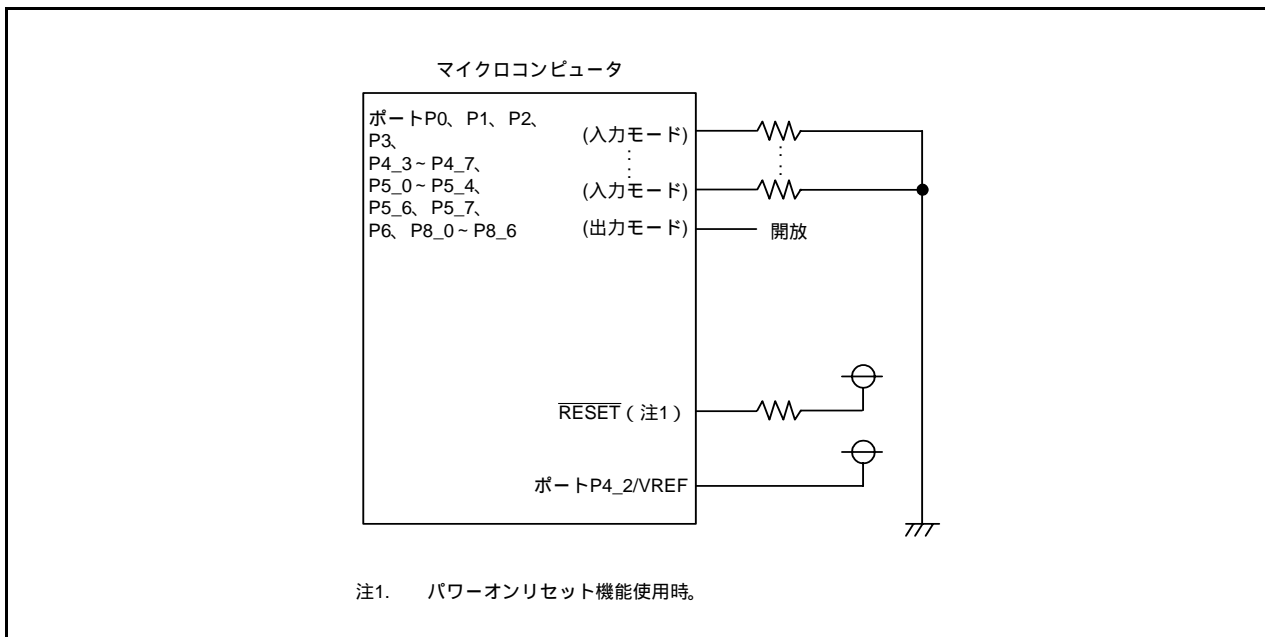 マイクロコンピュータ
ポートP0、P1、P2、
P3、
P4_3~P4_7、
P5_0~P5_4、
P5_6、P5_7、
P6、P8_0~P8_6
(入力モード)
(入力モード)
(出力モード)
開放
RESET(注1)
ポートP4_2/VREF
注1. パワーオンリセット機能使用時。